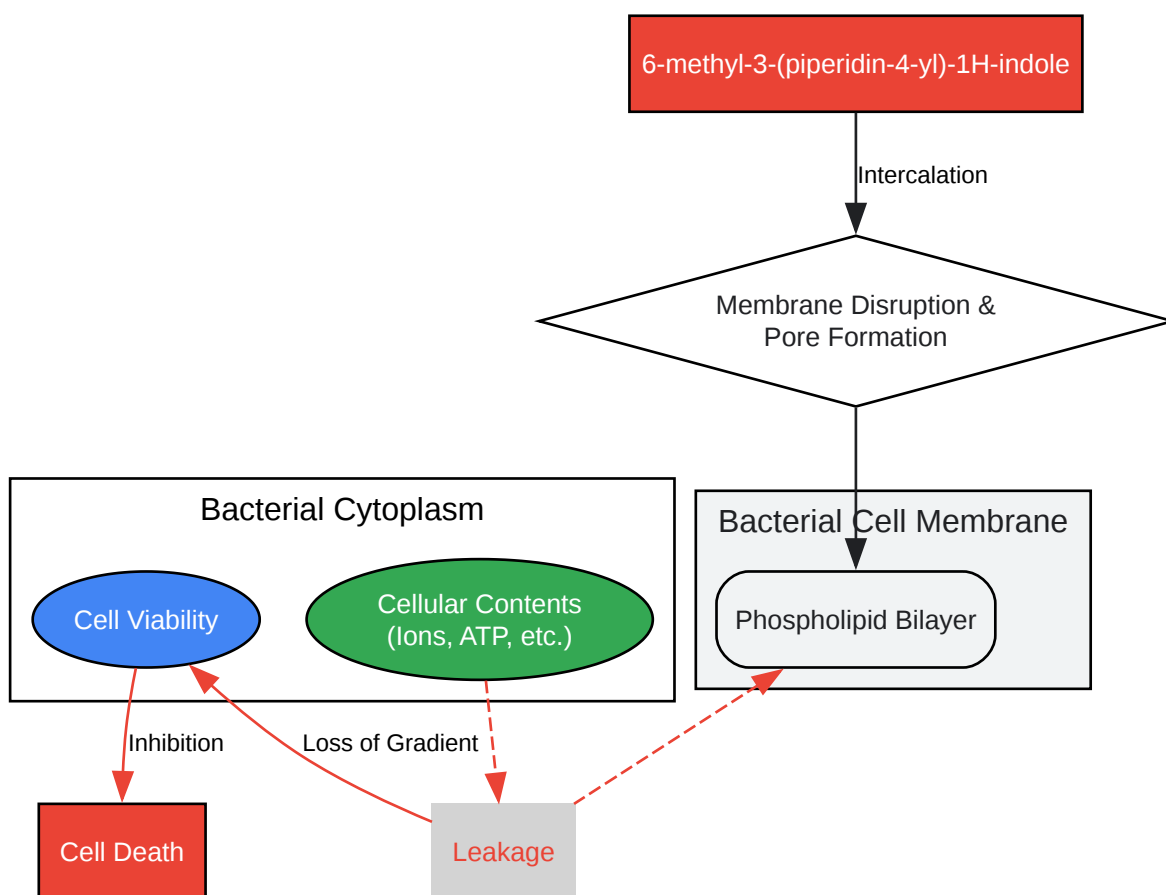 6-methyl-3-(piperidin-4-yl)-1H-indole
Intercalation
Membrane Disruption &
Pore Formation
Bacterial Cytoplasm
Bacterial Cell Membrane
Cell Viability
Cellular Contents
(Ions, ATP, etc.)
Phospholipid Bilayer
Inhibition
Loss of Gradient
Cell Death
Leakage